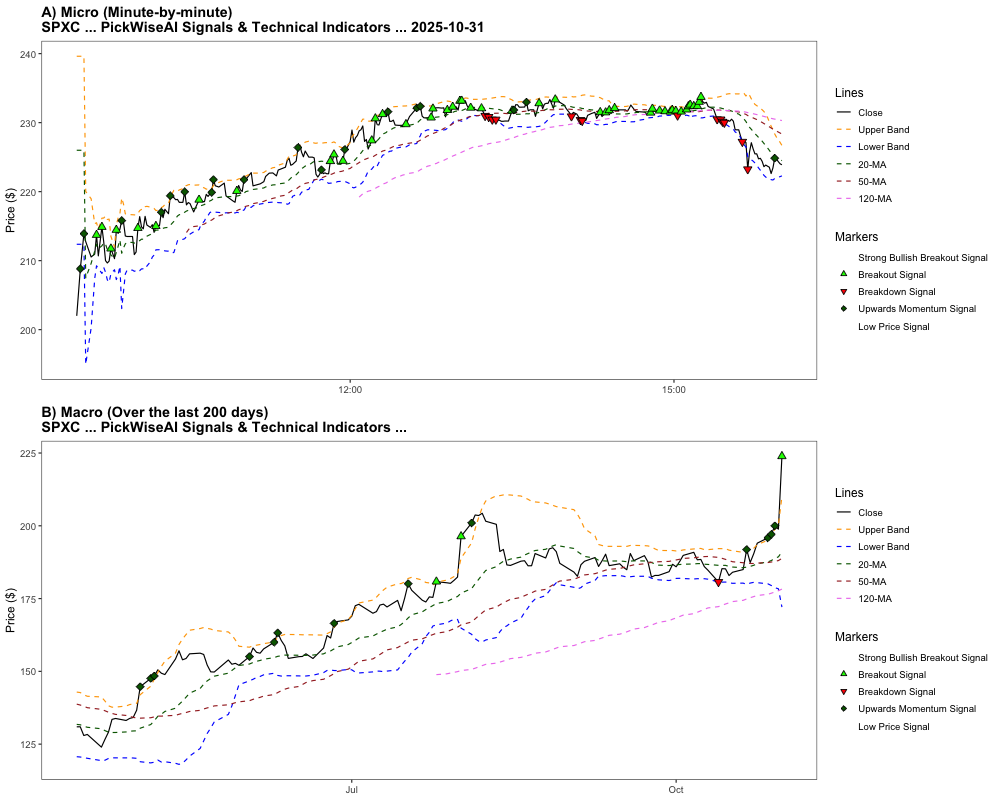 A) Micro (Minute-by-minute)
SPXC ... PickWiseAI Signals & Technical Indicators ... 2025-10-31
240
230
220
210
200
Price ($)
12:00
15:00
Lines
Close
Upper Band
Lower Band
20-MA
50-MA
120-MA
Markers
Strong Bullish Breakout Signal
Breakout Signal
Breakdown Signal
Upwards Momentum Signal
Low Price Signal
B) Macro (Over the last 200 days)
SPXC ... PickWiseAI Signals & Technical Indicators ...
225
200
175
150
125
Price ($)
Jul
Oct
Lines
Close
Upper Band
Lower Band
20-MA
50-MA
120-MA
Markers
Strong Bullish Breakout Signal
Breakout Signal
Breakdown Signal
Upwards Momentum Signal
Low Price Signal